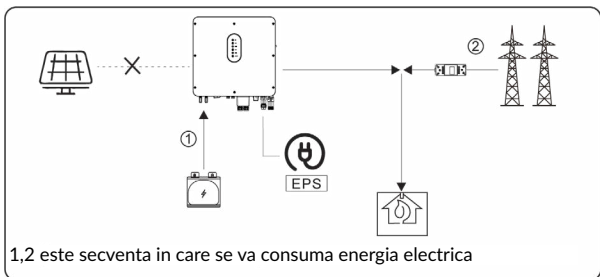 ②
①
EPS
1,2 este secventa in care se va consuma energia electrica